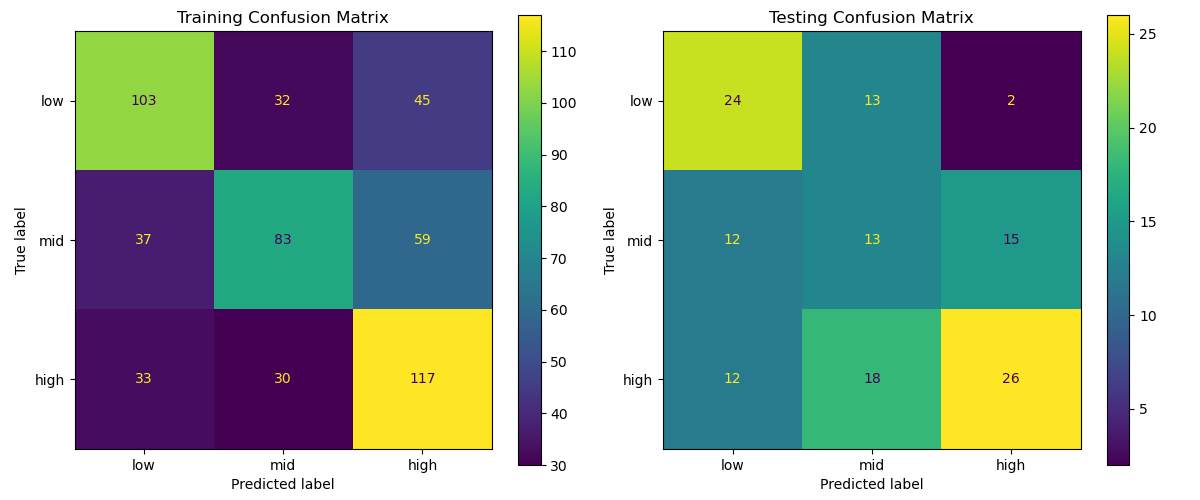 Training Confusion Matrix
True label
low
mid
high
103 32 45
37 83 59
33 30 117
low mid high
Predicted label
110
100
90
80
70
60
50
40
30
Testing Confusion Matrix
True label
low
mid
high
24 13 2
12 13 15
12 18 26
low mid high
Predicted label
25
20
15
10
5